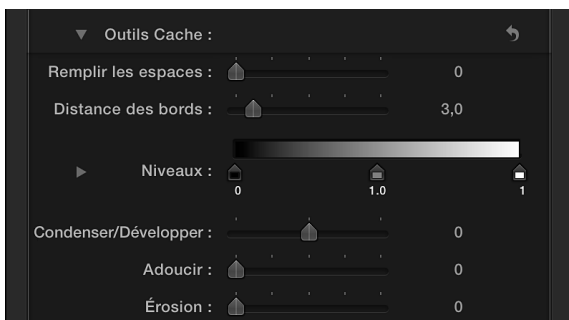 Outils Cache :
Remplir les espaces : 0
Distance des bords : 3,0
Niveaux :
0 1.0 1
Condenser/Développer : 0
Adoucir : 0
Érosion : 0